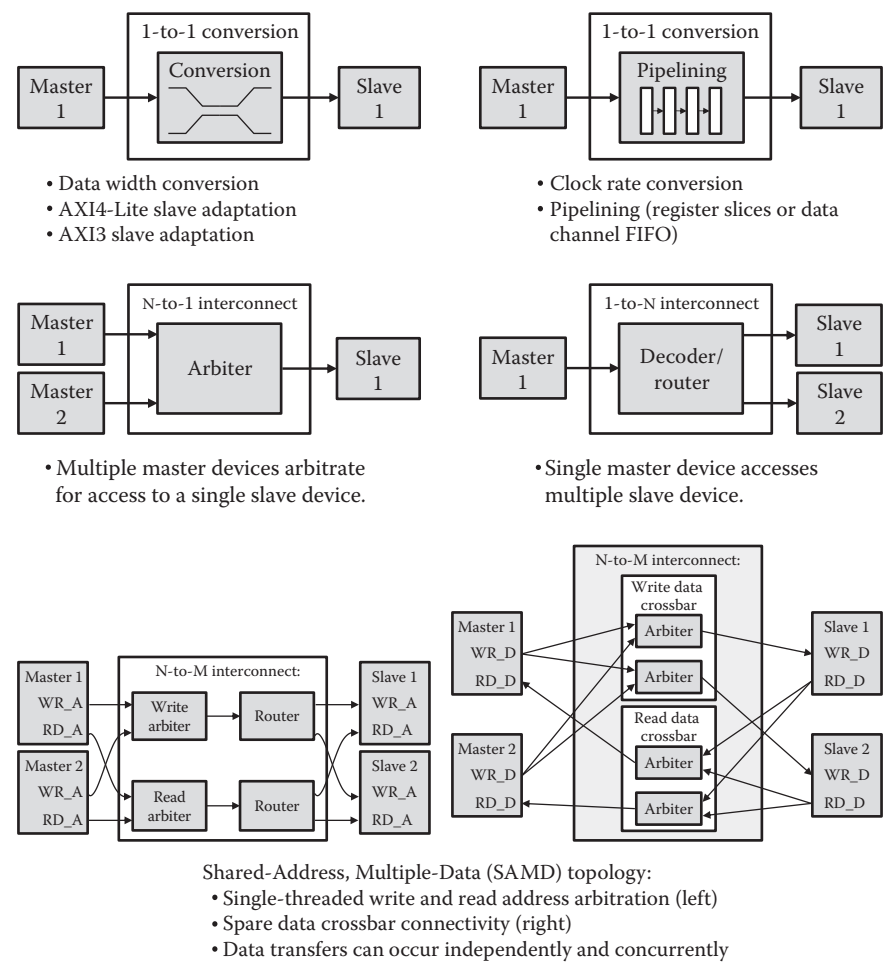 1-to-1 conversion
Master
1
Conversion
Slave
1
• Data width conversion
• AXI4-Lite slave adaptation
• AXI3 slave adaptation
1-to-1 conversion
Master
1
Pipelining
Slave
1
• Clock rate conversion
• Pipelining (register slices or data
channel FIFO)
N-to-1 interconnect
Master
1
Master
2
Arbiter
Slave
1
• Multiple master devices arbitrate
for access to a single slave device.
1-to-N interconnect
Master
1
Decoder/
router
Slave
1
Slave
2
• Single master device accesses
multiple slave device.
N-to-M interconnect:
Master 1
WR_A
RD_A
Master 2
WR_A
RD_A
Write
arbiter
Router
Read
arbiter
Router
Slave 1
WR_A
RD_A
Slave 2
WR_A
RD_A
N-to-M interconnect:
Master 1
WR_D
RD_D
Master 2
WR_D
RD_D
Write data
crossbar
Arbiter
Arbiter
Read data
crossbar
Arbiter
Arbiter
Slave 1
WR_D
RD_D
Slave 2
WR_D
RD_D
Shared-Address, Multiple-Data (SAMD) topology:
• Single-threaded write and read address arbitration (left)
• Spare data crossbar connectivity (right)
• Data transfers can occur independently and concurrently